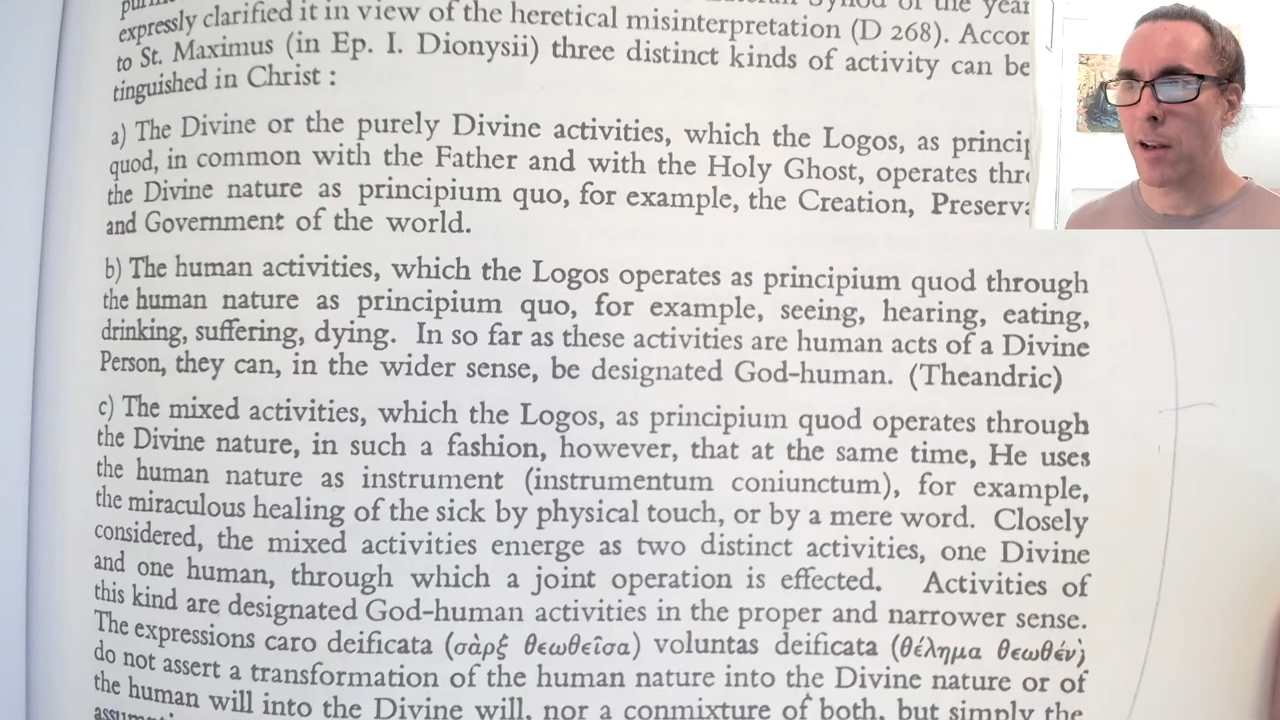 expressly clarified it in view of the heretical misinterpretation (D 268). Accor
to St. Maximus (in Ep. I. Dionysii) three distinct kinds of activity can be
tinguished in Christ :
a) The Divine or the purely Divine activities, which the Logos, as princip
quod, in common with the Father and with the Holy Ghost, operates thr
the Divine nature as principium quo, for example, the Creation, Preserva
and Government of the world.
b) The human activities, which the Logos operates as principium quod through
the human nature as principium quo, for example, seeing, hearing, eating,
drinking, suffering, dying. In so far as these activities are human acts of a Divine
Person, they can, in the wider sense, be designated God-human. (Theandric)
c) The mixed activities, which the Logos, as principium quod operates through
the Divine nature, in such a fashion, however, that at the same time, He uses
the human nature as instrument (instrumentum coniunctum), for example,
the miraculous healing of the sick by physical touch, or by a mere word. Closely
considered, the mixed activities emerge as two distinct activities, one Divine
and one human, through which a joint operation is effected. Activities of
this kind are designated God-human activities in the proper and narrower sense.
The expressions caro deificata (σὰρξ θεωθεῖσα) voluntas deificata (θέλημα θεωθέν)
do not assert a transformation of the human nature into the Divine nature or of
the human will into the Divine will, nor a conmixture of both, but simply the